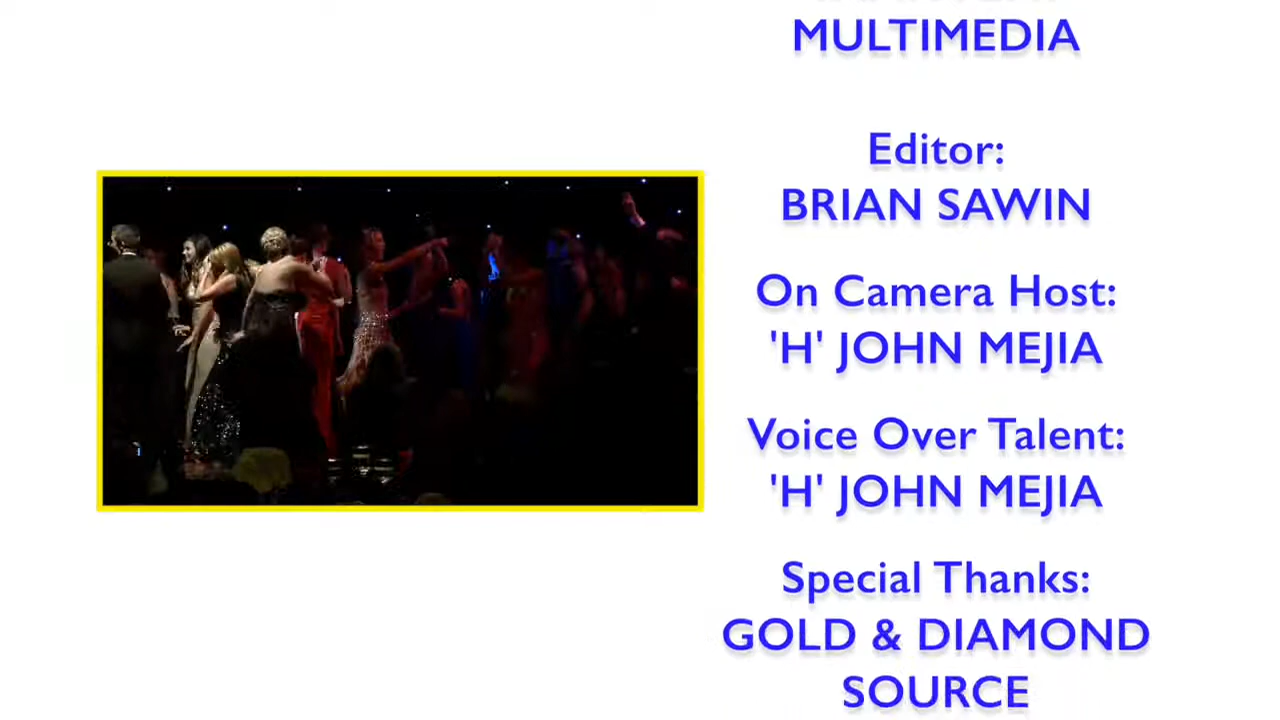 MULTIMEDIA
Editor:
BRIAN SAWIN
On Camera Host:
'H' JOHN MEJIA
Voice Over Talent:
'H' JOHN MEJIA
Special Thanks:
GOLD & DIAMOND
SOURCE